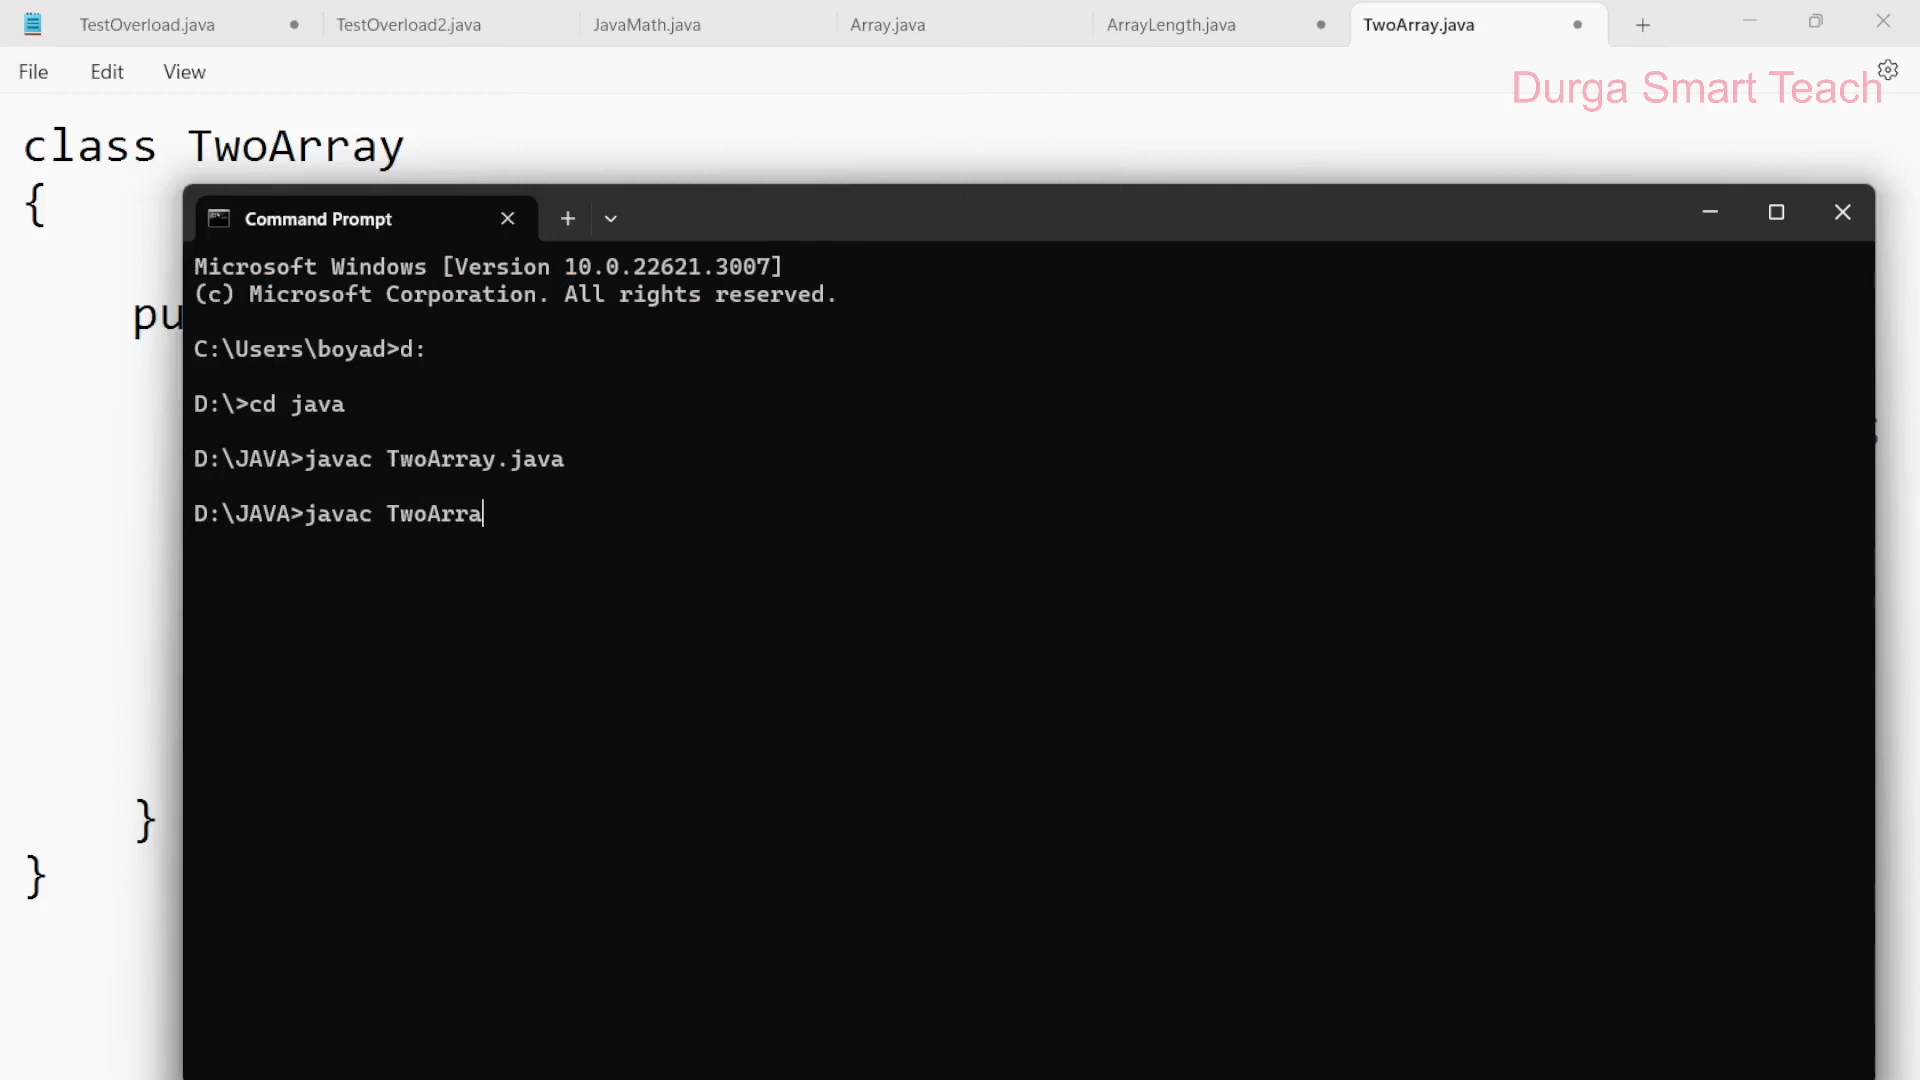 TestOverload.java TestOverload2.java JavaMath.java Array.java ArrayLength.java TwoArray.java
File Edit View
Durga Smart Teach
class TwoArray
{
pu
}
}
Command Prompt
Microsoft Windows [Version 10.0.22621.3007]
(c) Microsoft Corporation. All rights reserved.
C:\Users\boyad>d:
D:\>cd java
D:\JAVA>javac TwoArray.java
D:\JAVA>javac TwoArra